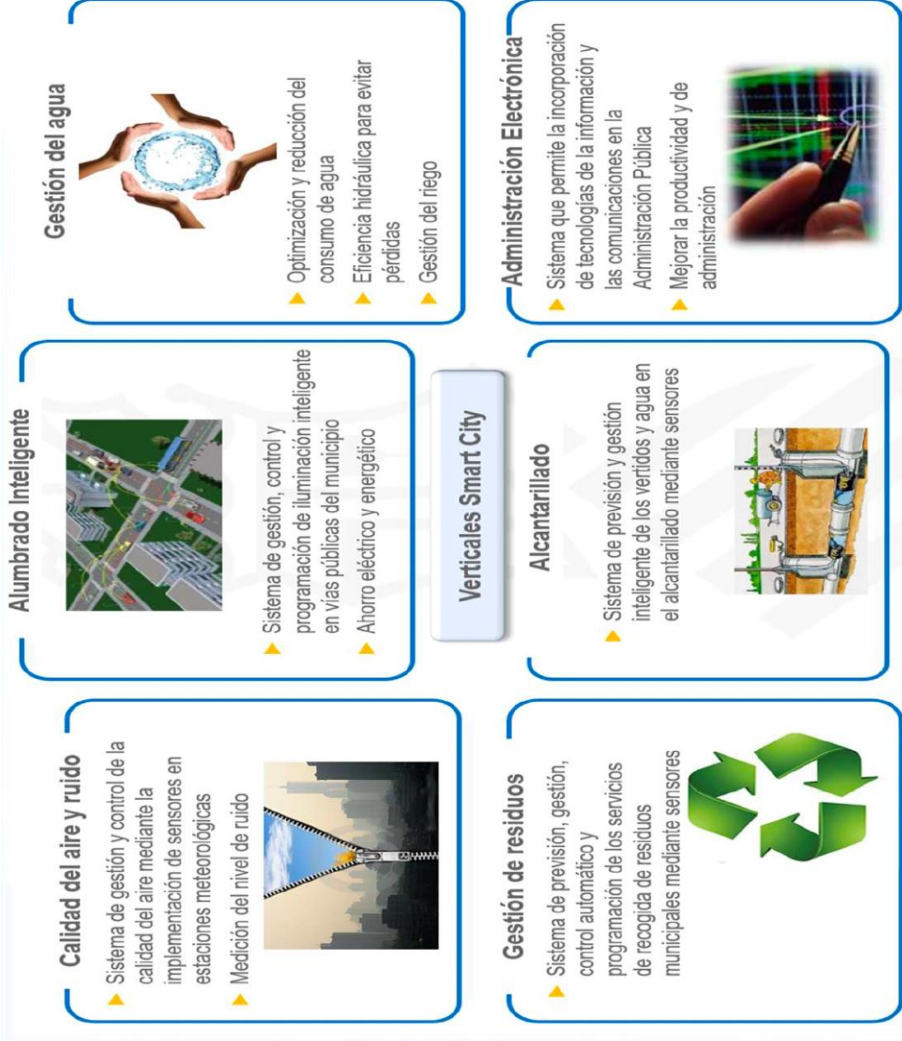 Calidad del aire y ruido
Sistema de gestión y control de la
calidad del aire mediante la
implementación de sensores en
estaciones meteorológicas
Medición del nivel de ruido
Alumbrado Inteligente
Sistema de gestión, control y
programación de iluminación inteligente
en vías públicas del municipio
Ahorro eléctrico y energético
Gestión del agua
Optimización y reducción del
consumo de agua
Eficiencia hidráulica para evitar
pérdidas
Gestión del riego
Verticales Smart City
Gestión de residuos
Sistema de previsión, gestión,
control automático y
programación de los servicios
de recogida de residuos
municipales mediante sensores
Alcantarillado
Sistema de previsión y gestión
inteligente de los vertidos y agua en
el alcantarillado mediante sensores
Administración Electrónica
Sistema que permite la incorporación
de tecnologías de la información y
las comunicaciones en la
Administración Pública
Mejorar la productividad y de
administración